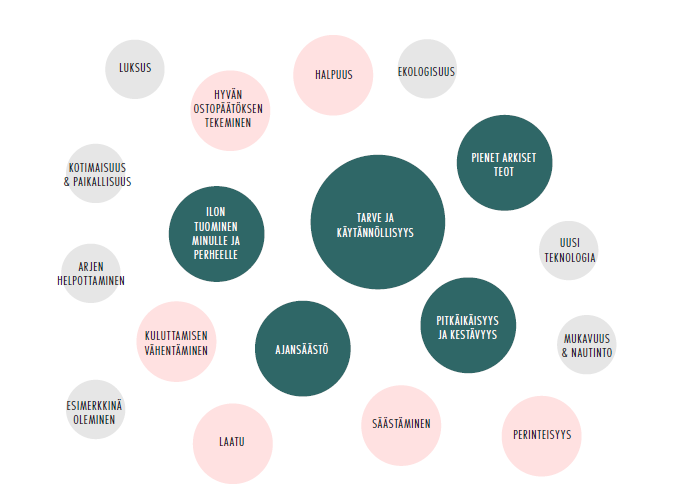 LUKSUS
HALPUUS
EKOLOGISUUS
HYVÄN
OSTOPÄÄTÖKSEN
TEKEMINEN
KOTIMAISUUS
& PAIKALLISUUS
PIENET ARKISET
TEOT
ILON
TUOMINEN
MINULLE JA
PERHEELLE
TARVE JA
KÄYTÄNNÖLLISYYS
UUSI
TEKNOLOGIA
ARJEN
HELPOTTAMINEN
KULUTTAMISEN
VÄHENTÄMINEN
AJANSÄÄSTÖ
PITKÄIKÄISYYS
JA KESTÄVYYS
MUKAVUUS
& NAUTINTO
ESIMERKKINÄ
OLEMINEN
LAATU
SÄÄSTÄMINEN
PERINTEISYYS